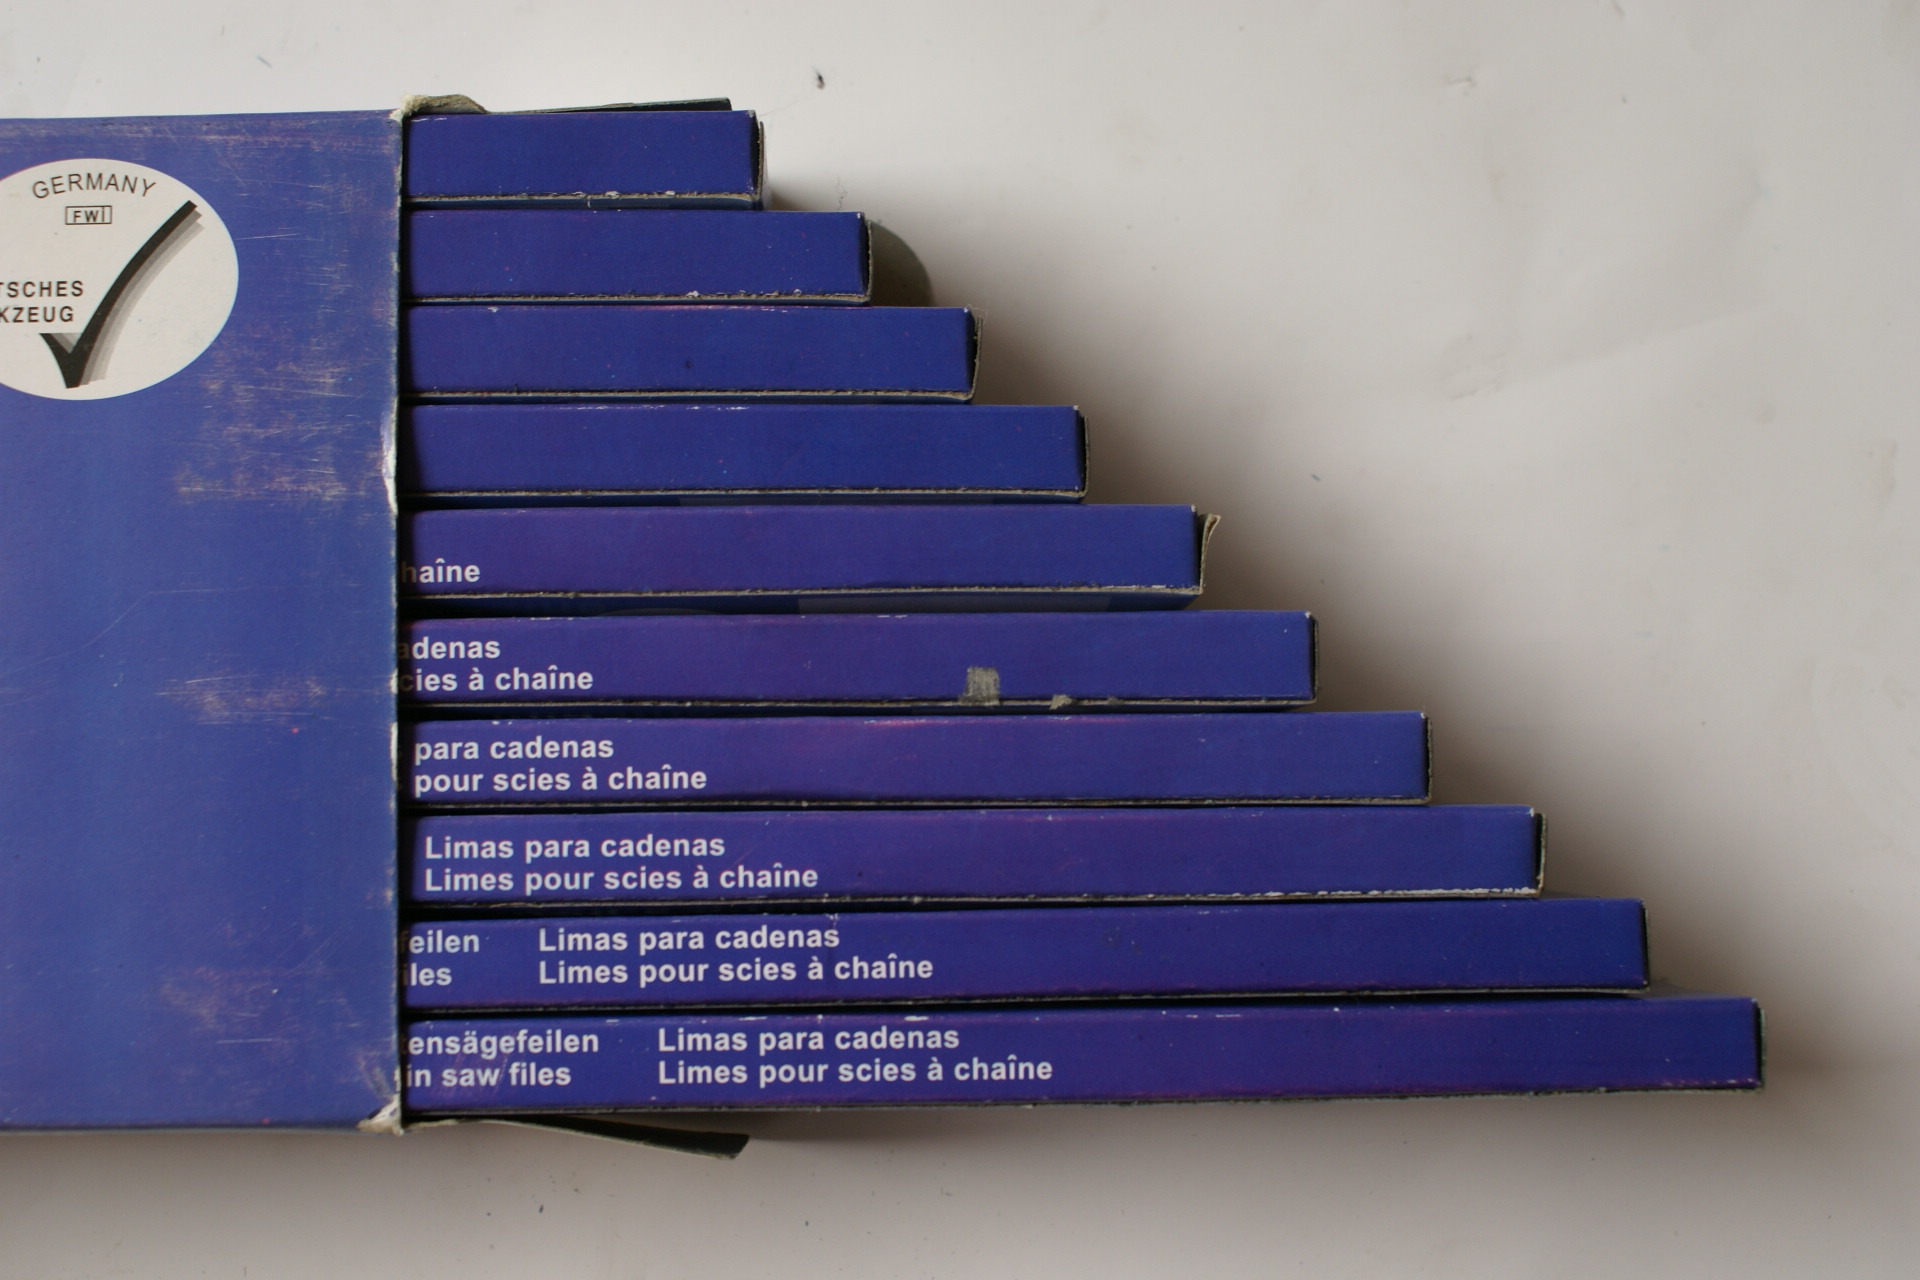 GERMANY
FWI
TSCHES
KZEUG
haîne
adenas
cies à chaîne
para cadenas
pour scies à chaîne
Limas para cadenas
Limes pour scies à chaîne
feilen Limas para cadenas
iles Limes pour scies à chaîne
ensägefeilen Limas para cadenas
in saw files Limes pour scies à chaîne